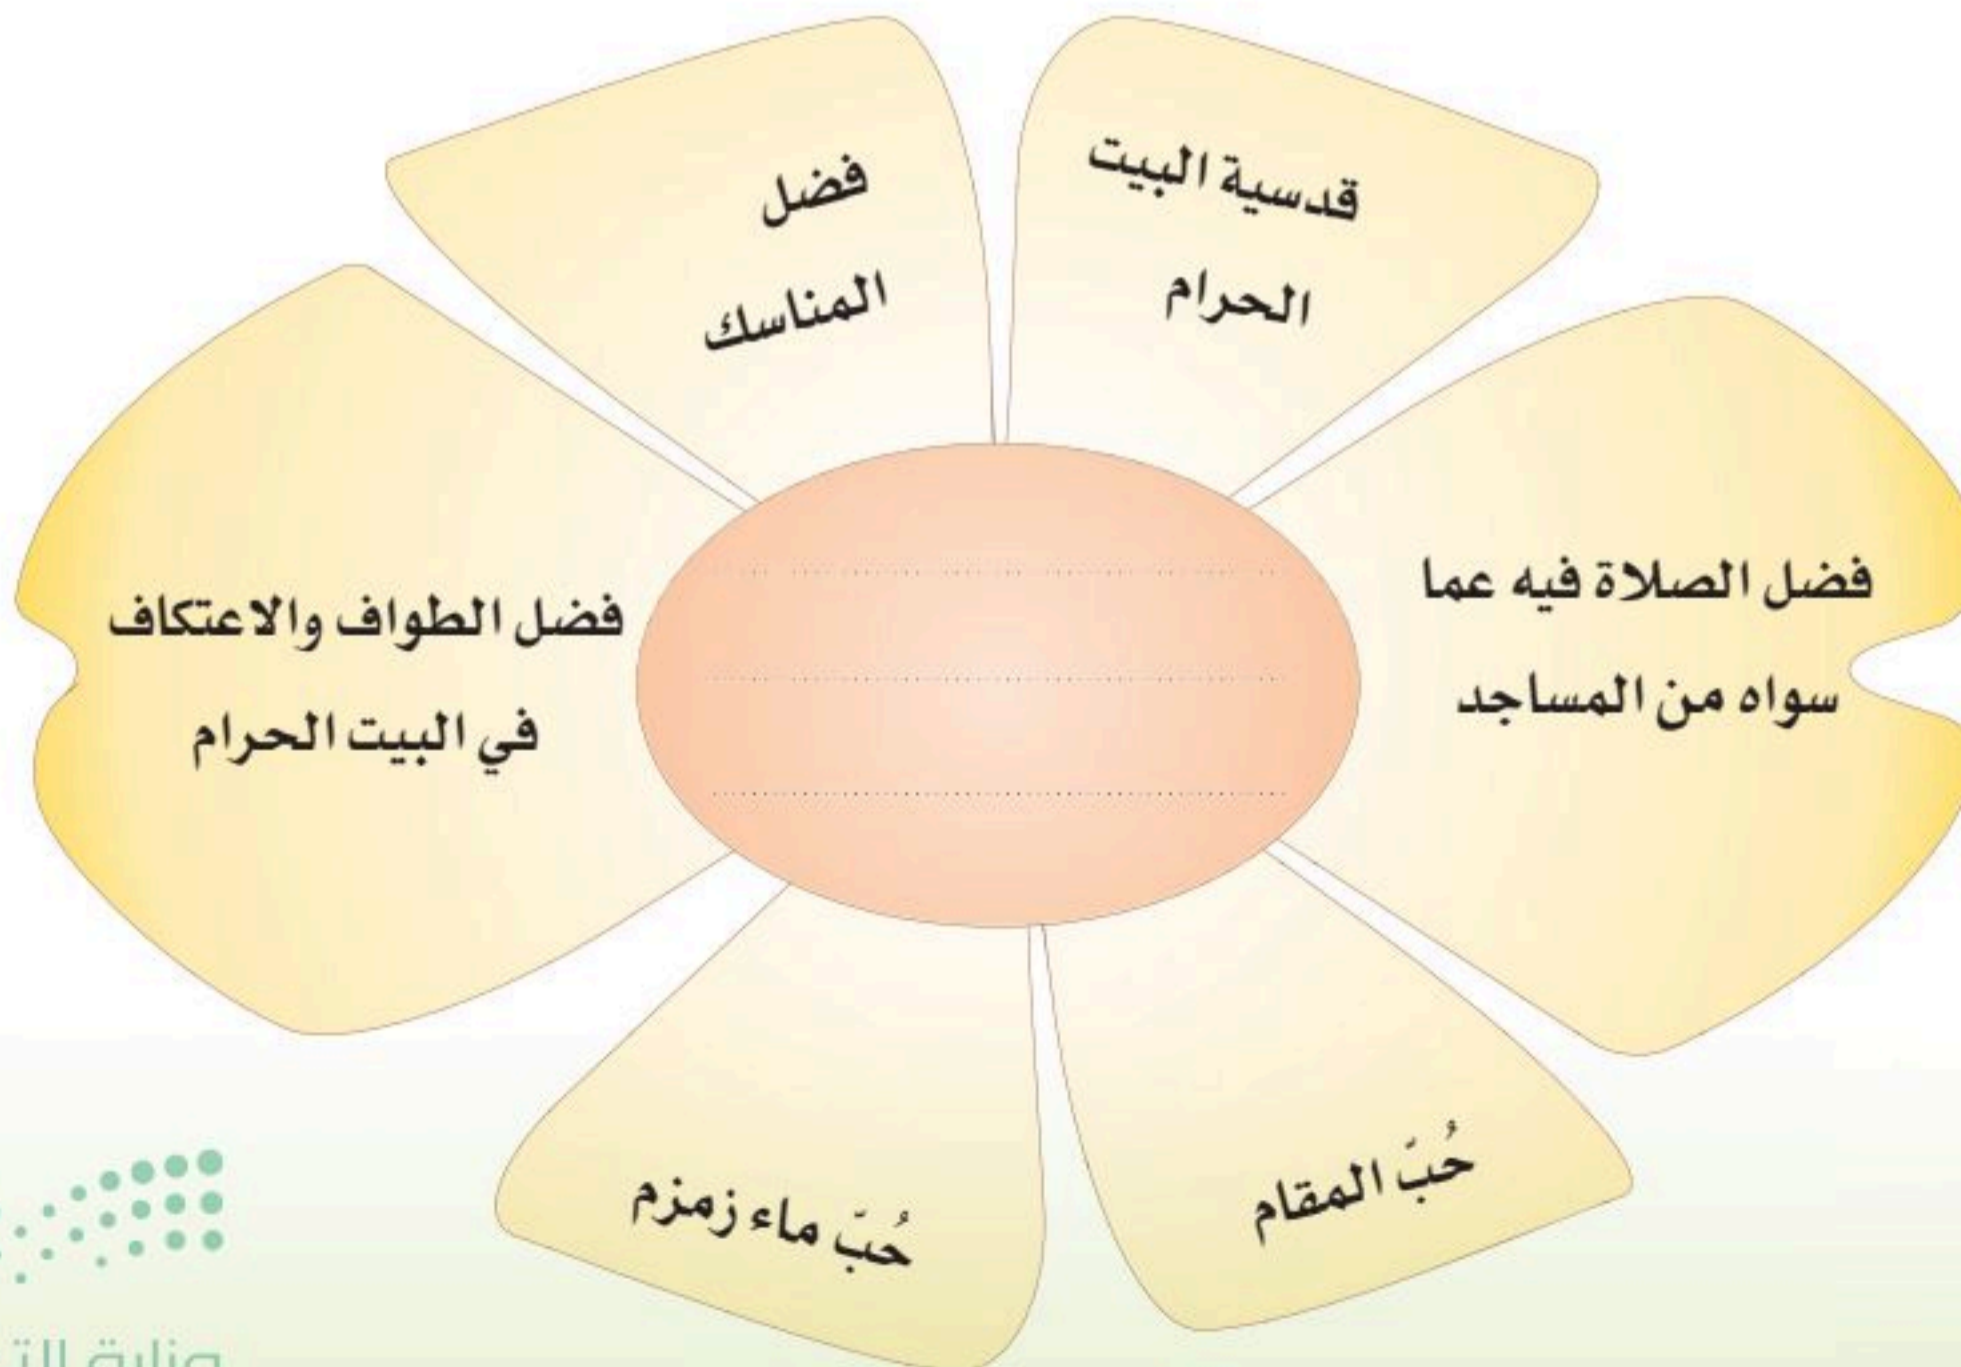 قدسية البيت
الحرام
فضل
المناسك
فضل الصلاة فيه عما
سواه من المساجد
فضل الطواف والاعتكاف
في البيت الحرام
حُبّ المقام
حُبّ ماء زمزم